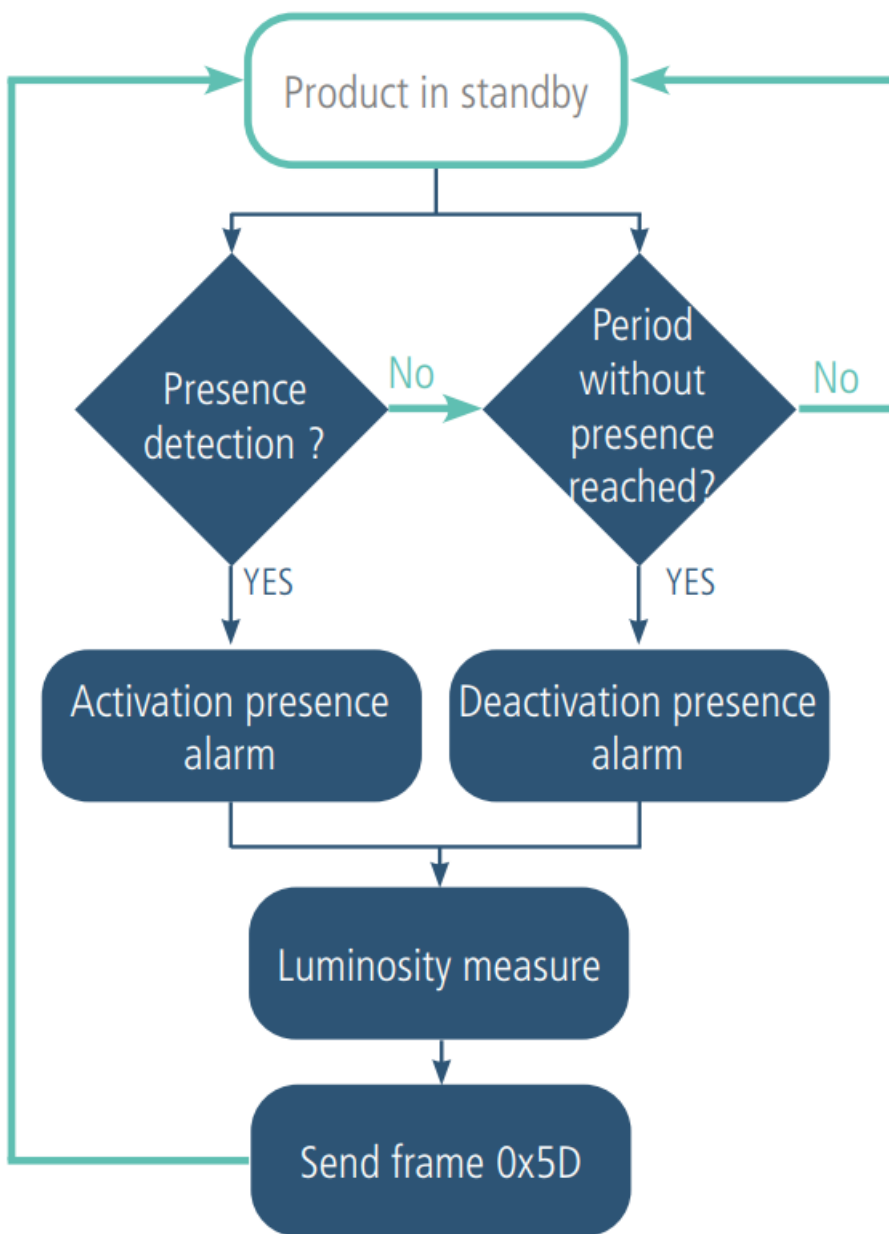 Product in standby
Presence
detection ?
No
Period
without
presence
reached?
No
YES
YES
Activation presence
alarm
Deactivation presence
alarm
Luminosity measure
Send frame 0x5D